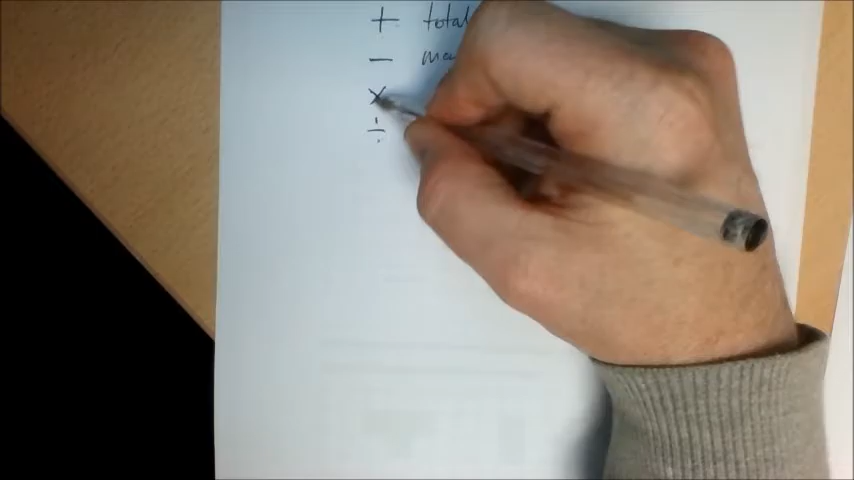 + total
−
×
÷